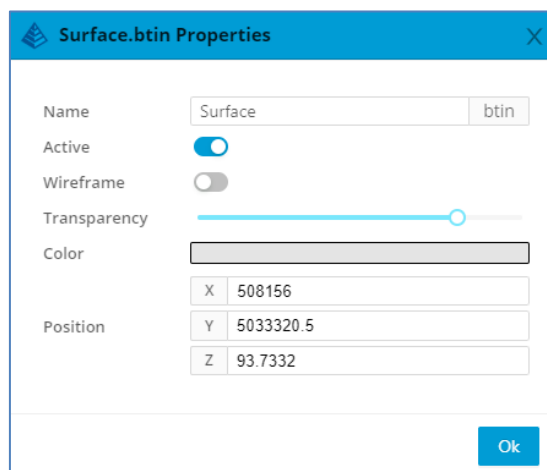 Surface.btin Properties X
Name Surface btin
Active
Wireframe
Transparency
Color
X 508156
Position Y 5033320.5
Z 93.7332
Ok